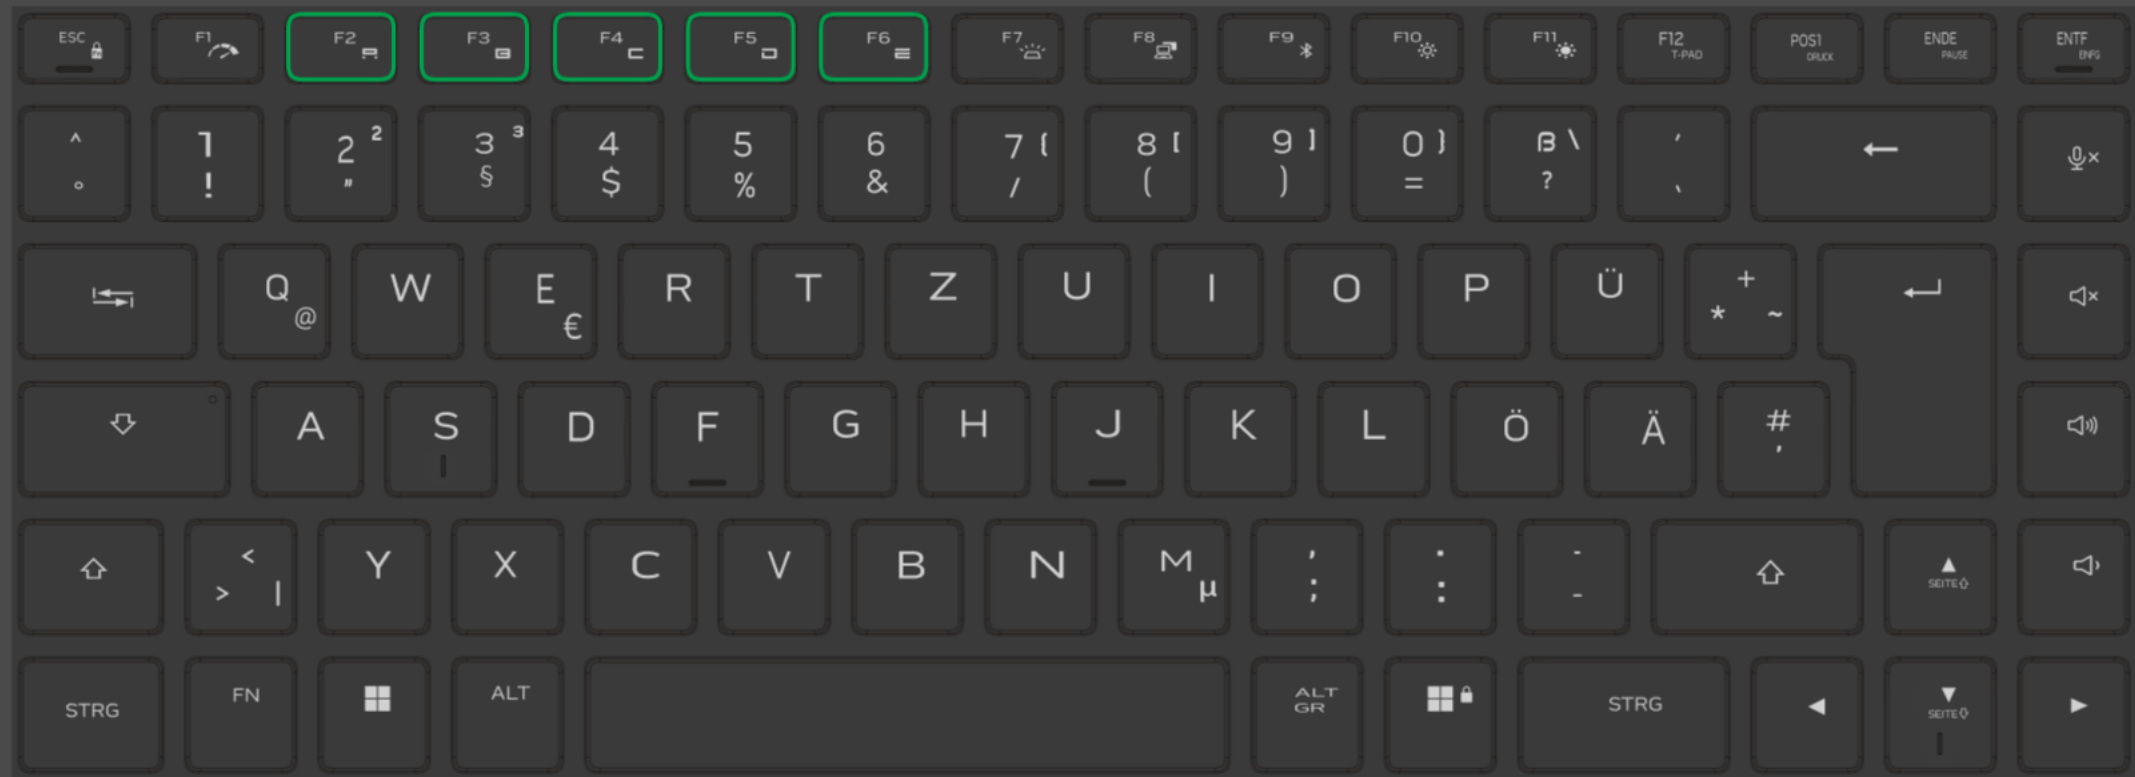 ESC F1 F2 A F3 B F4 C F5 D F6 E F7 F8 F9 F10 F11 F12 T-PAD POS1 DRUCK ENDE PAUSE ENTF EINFG
^ ° 1 ! 2 ² " 3 ³ § 4 $ 5 % 6 & 7 { / 8 [ ( 9 ] ) 0 } = ß \ ? ´ ` ←
Q @ W E € R T Z U I O P Ü + * ~
A S D F G H J K L Ö Ä # '
< > | Y X C V B N M µ , ; . : - _ ▲ SEITE
STRG FN ALT ALT GR STRG ◀ ▼ SEITE ▶